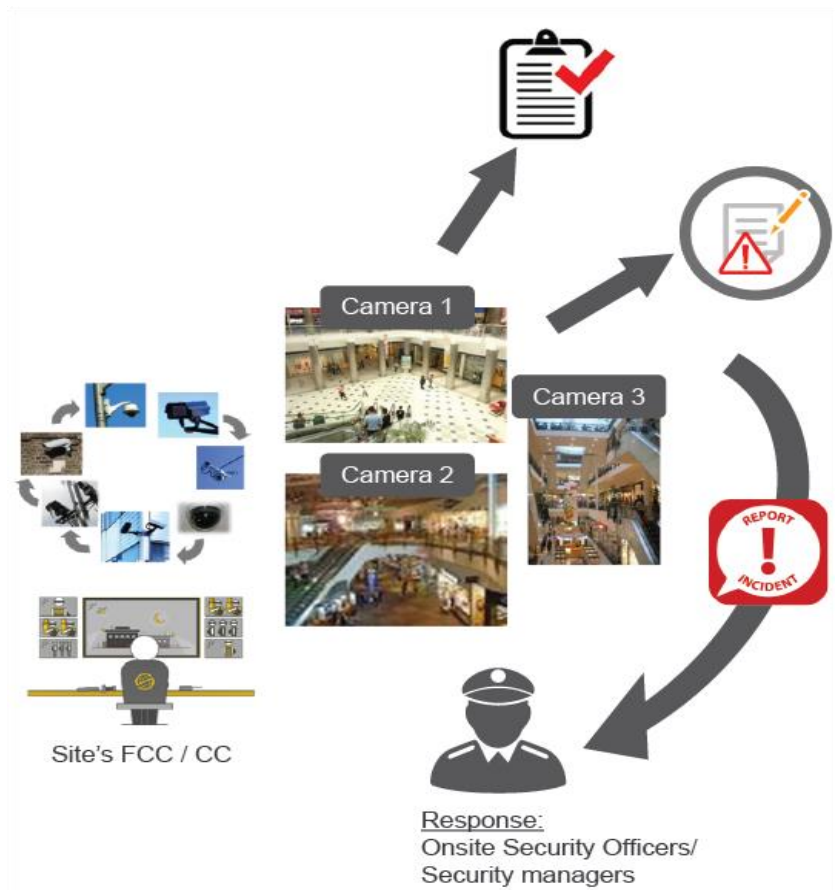 Camera 1
Camera 3
Camera 2
REPORT
INCIDENT
Site's FCC / CC
Response:
Onsite Security Officers/
Security managers